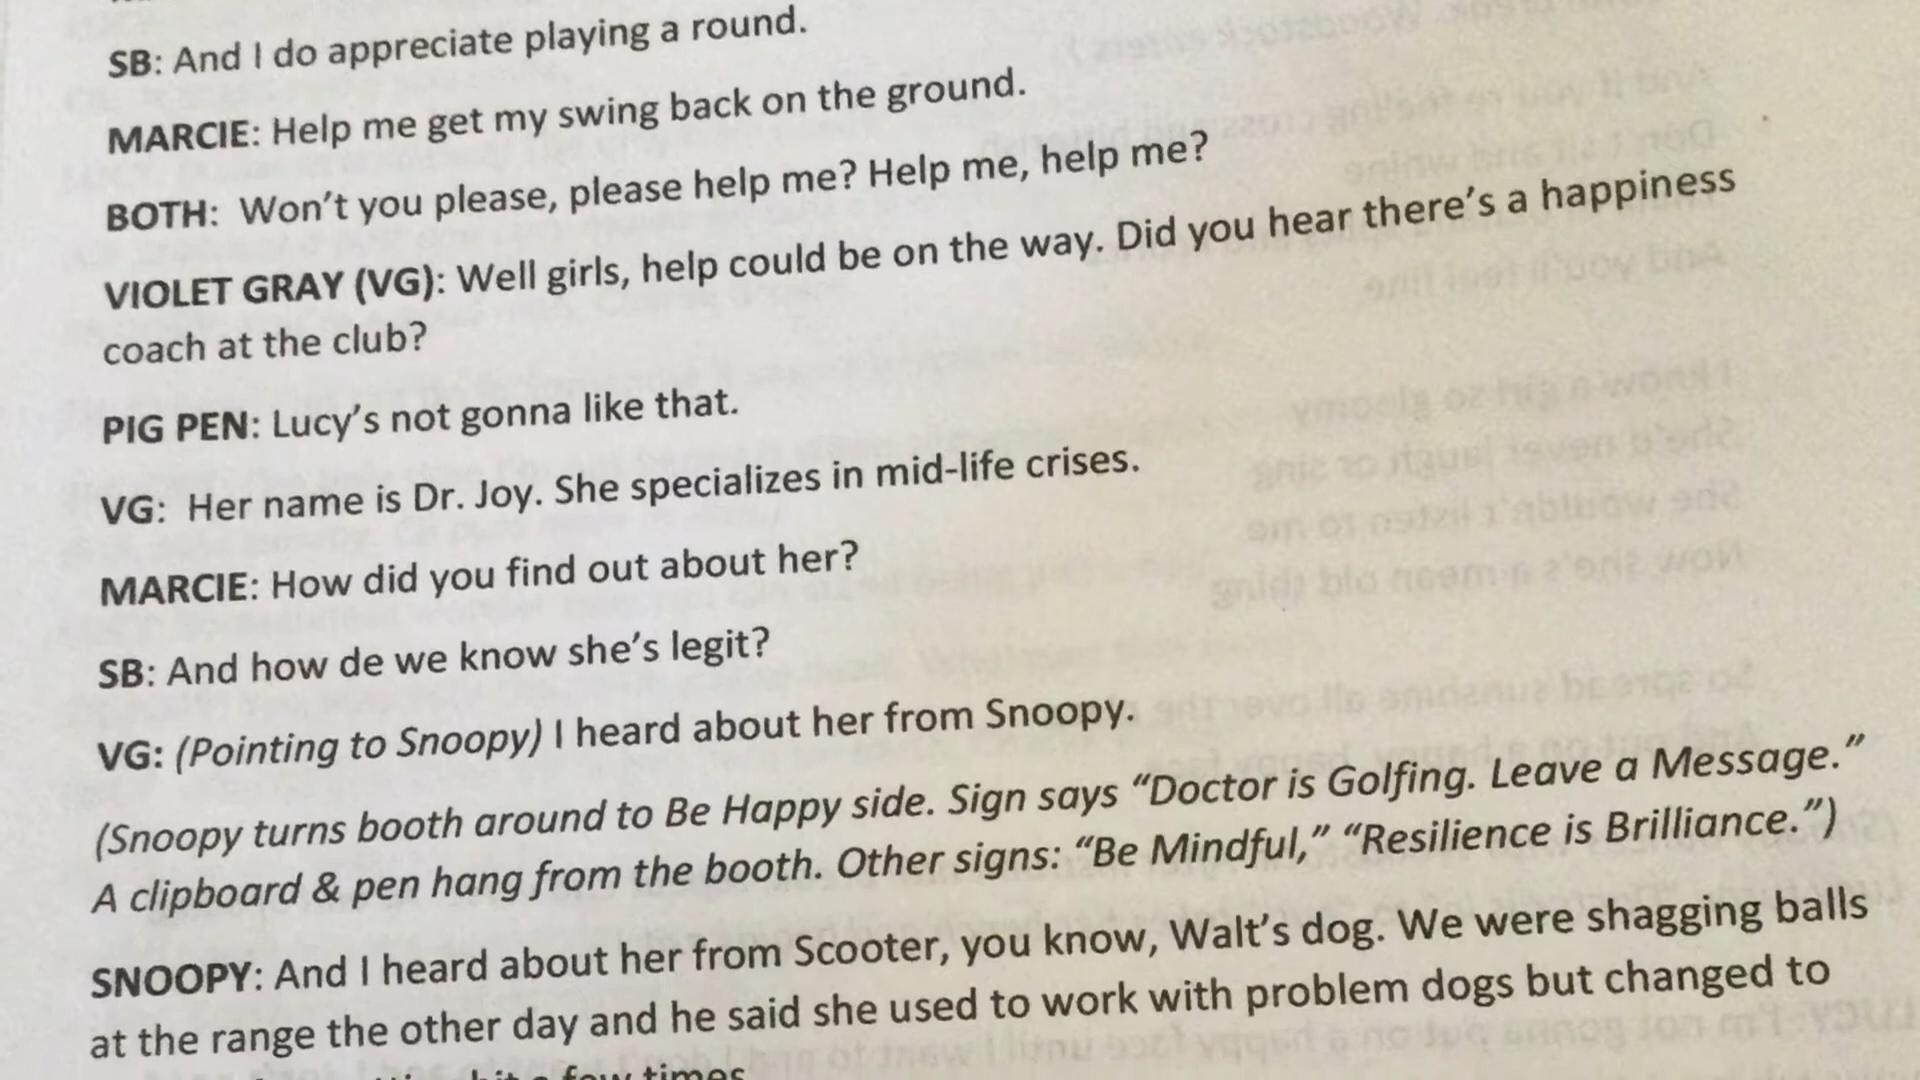 SB: And I do appreciate playing a round.
MARCIE: Help me get my swing back on the ground.
BOTH: Won't you please, please help me? Help me, help me?
VIOLET GRAY (VG): Well girls, help could be on the way. Did you hear there's a happiness
coach at the club?
PIG PEN: Lucy's not gonna like that.
VG: Her name is Dr. Joy. She specializes in mid-life crises.
MARCIE: How did you find out about her?
SB: And how de we know she's legit?
VG: (Pointing to Snoopy) I heard about her from Snoopy.
(Snoopy turns booth around to Be Happy side. Sign says “Doctor is Golfing. Leave a Message.”
A clipboard & pen hang from the booth. Other signs: “Be Mindful,” “Resilience is Brilliance.”)
SNOOPY: And I heard about her from Scooter, you know, Walt's dog. We were shagging balls
at the range the other day and he said she used to work with problem dogs but changed to
a few times